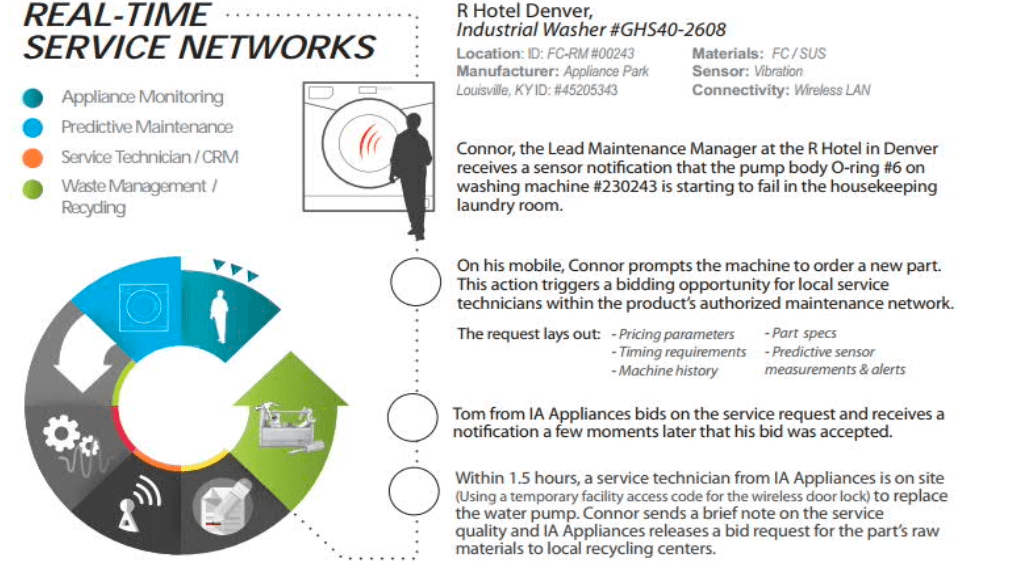 REAL-TIME
SERVICE NETWORKS
Appliance Monitoring
Predictive Maintenance
Service Technician / CRM
Waste Management /
Recycling
R Hotel Denver,
Industrial Washer #GHS40-2608
Location: ID: FC-RM #00243
Manufacturer: Appliance Park
Louisville, KY ID: #45205343
Materials: FC / SUS
Sensor: Vibration
Connectivity: Wireless LAN
Connor, the Lead Maintenance Manager at the R Hotel in Denver
receives a sensor notification that the pump body O-ring #6 on
washing machine #230243 is starting to fail in the housekeeping
laundry room.
On his mobile, Connor prompts the machine to order a new part.
This action triggers a bidding opportunity for local service
technicians within the product's authorized maintenance network.
The request lays out:
- Pricing parameters
- Timing requirements
- Machine history
- Part specs
- Predictive sensor
measurements & alerts
Tom from IA Appliances bids on the service request and receives a
notification a few moments later that his bid was accepted.
Within 1.5 hours, a service technician from IA Appliances is on site
(Using a temporary facility access code for the wireless door lock) to replace
the water pump. Connor sends a brief note on the service
quality and IA Appliances releases a bid request for the part's raw
materials to local recycling centers.